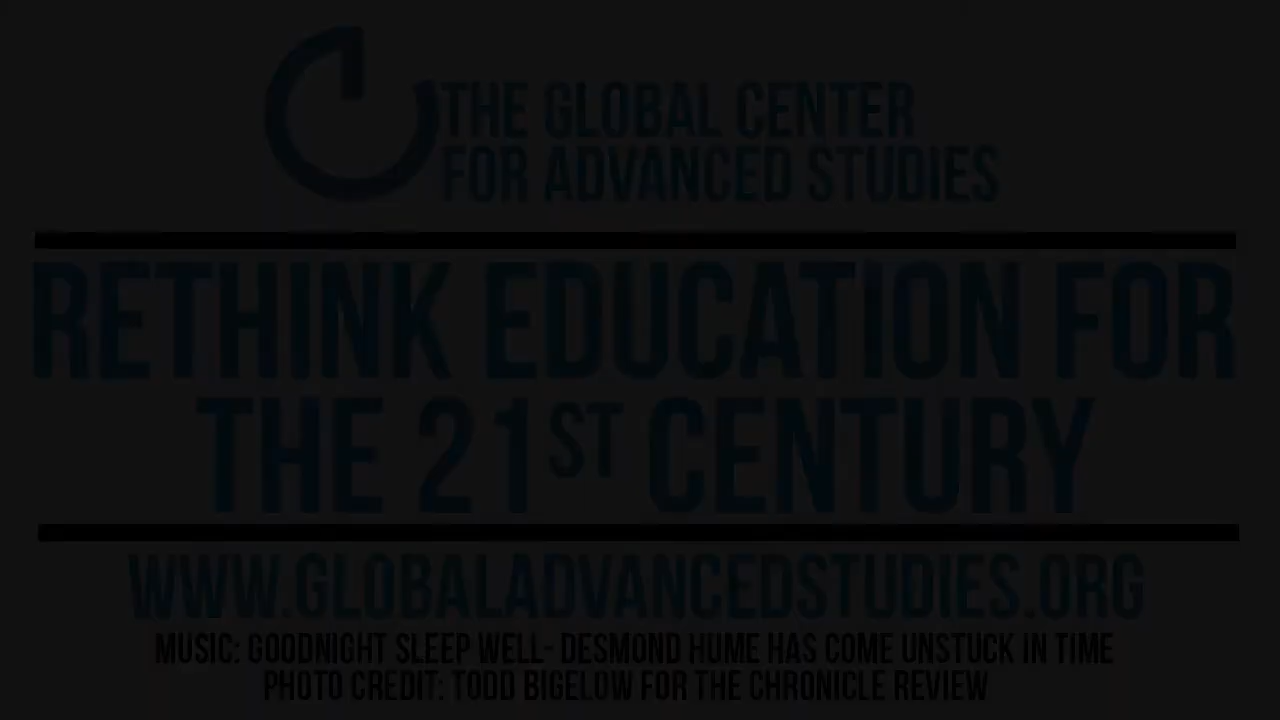 THE GLOBAL CENTER
FOR ADVANCED STUDIES
RETHINK EDUCATION FOR
THE 21ST CENTURY
WWW.GLOBALADVANCEDSTUDIES.ORG
MUSIC: GOODNIGHT SLEEP WELL- DESMOND HUME HAS COME UNSTUCK IN TIME
PHOTO CREDIT: TODD BIGELOW FOR THE CHRONICLE REVIEW